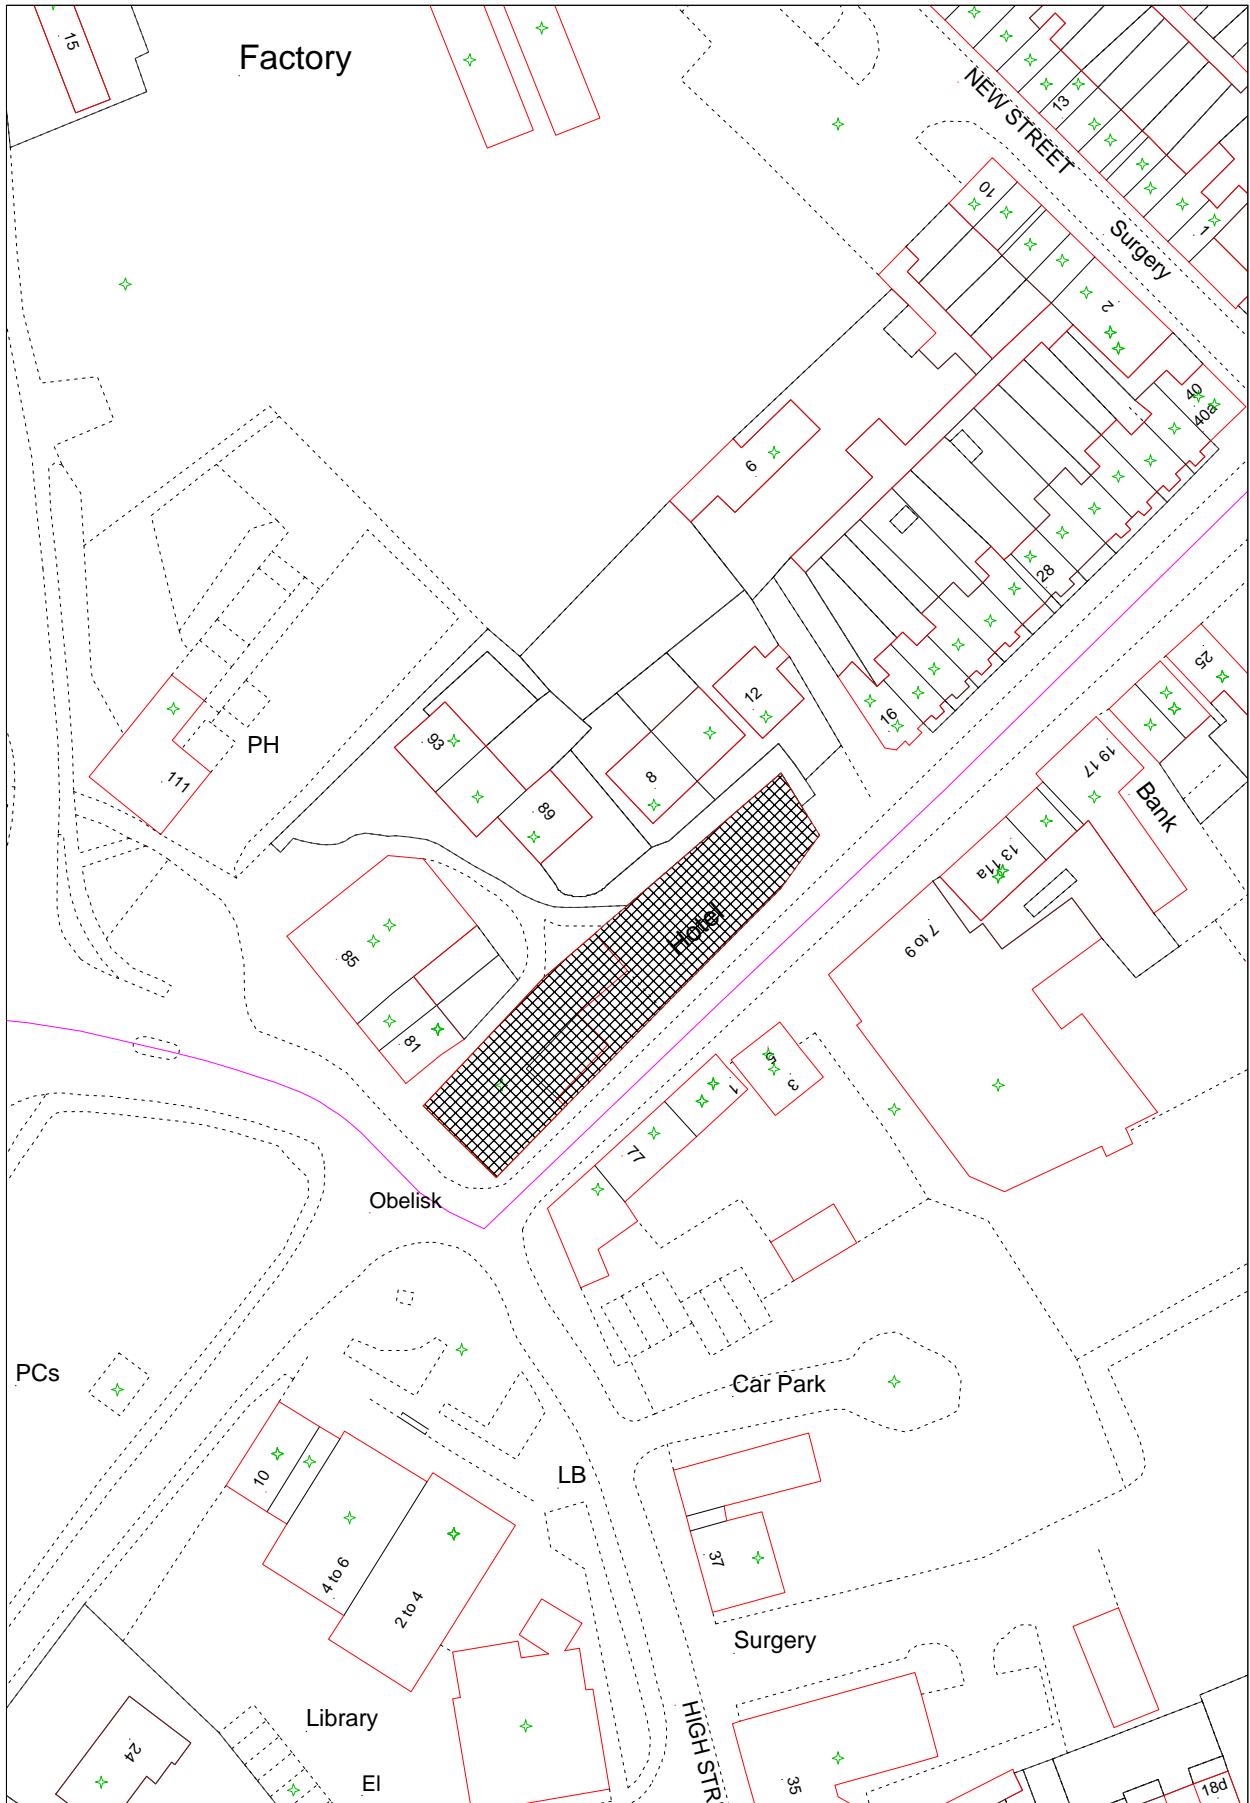 15
Factory
NEW STREET
13
1
10
Surgery
2
40
40a
6
28
12
16
25
93
PH
111
8
89
19 17
Bank
13 11a
Hotel
7 to 9
85
81
5
3
1
77
Obelisk
PCs
Car Park
10
LB
4 to 6
2 to 4
37
Surgery
Library
HIGH STR
24
El
35
18d